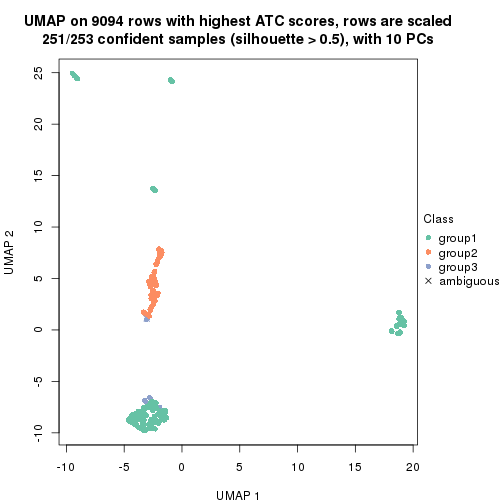 UMAP on 9094 rows with highest ATC scores, rows are scaled
251/253 confident samples (silhouette > 0.5), with 10 PCs
25
20
15
10
5
0
-5
-10
UMAP 2
-10
-5
0
5
10
15
20
UMAP 1
Class
group1
group2
group3
ambiguous